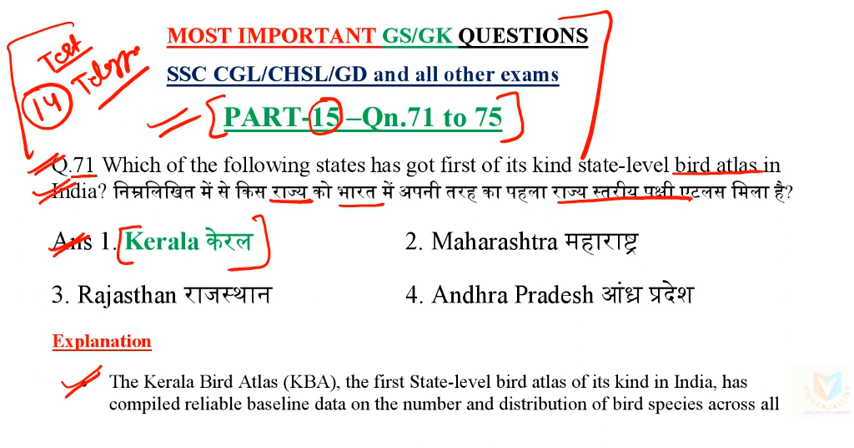 MOST IMPORTANT GS/GK QUESTIONS
SSC CGL/CHSL/GD and all other exams
PART-15 –Qn.71 to 75
Test
14
Q.71 Which of the following states has got first of its kind state-level bird atlas in
India? निम्नलिखित में से किस राज्य को भारत में अपनी तरह का पहला राज्य स्तरीय पक्षी एटलस मिला है?
Ans 1. Kerala केरल
2. Maharashtra महाराष्ट्र
3. Rajasthan राजस्थान
4. Andhra Pradesh आंध्र प्रदेश
Explanation
The Kerala Bird Atlas (KBA), the first State-level bird atlas of its kind in India, has
compiled reliable baseline data on the number and distribution of bird species across all